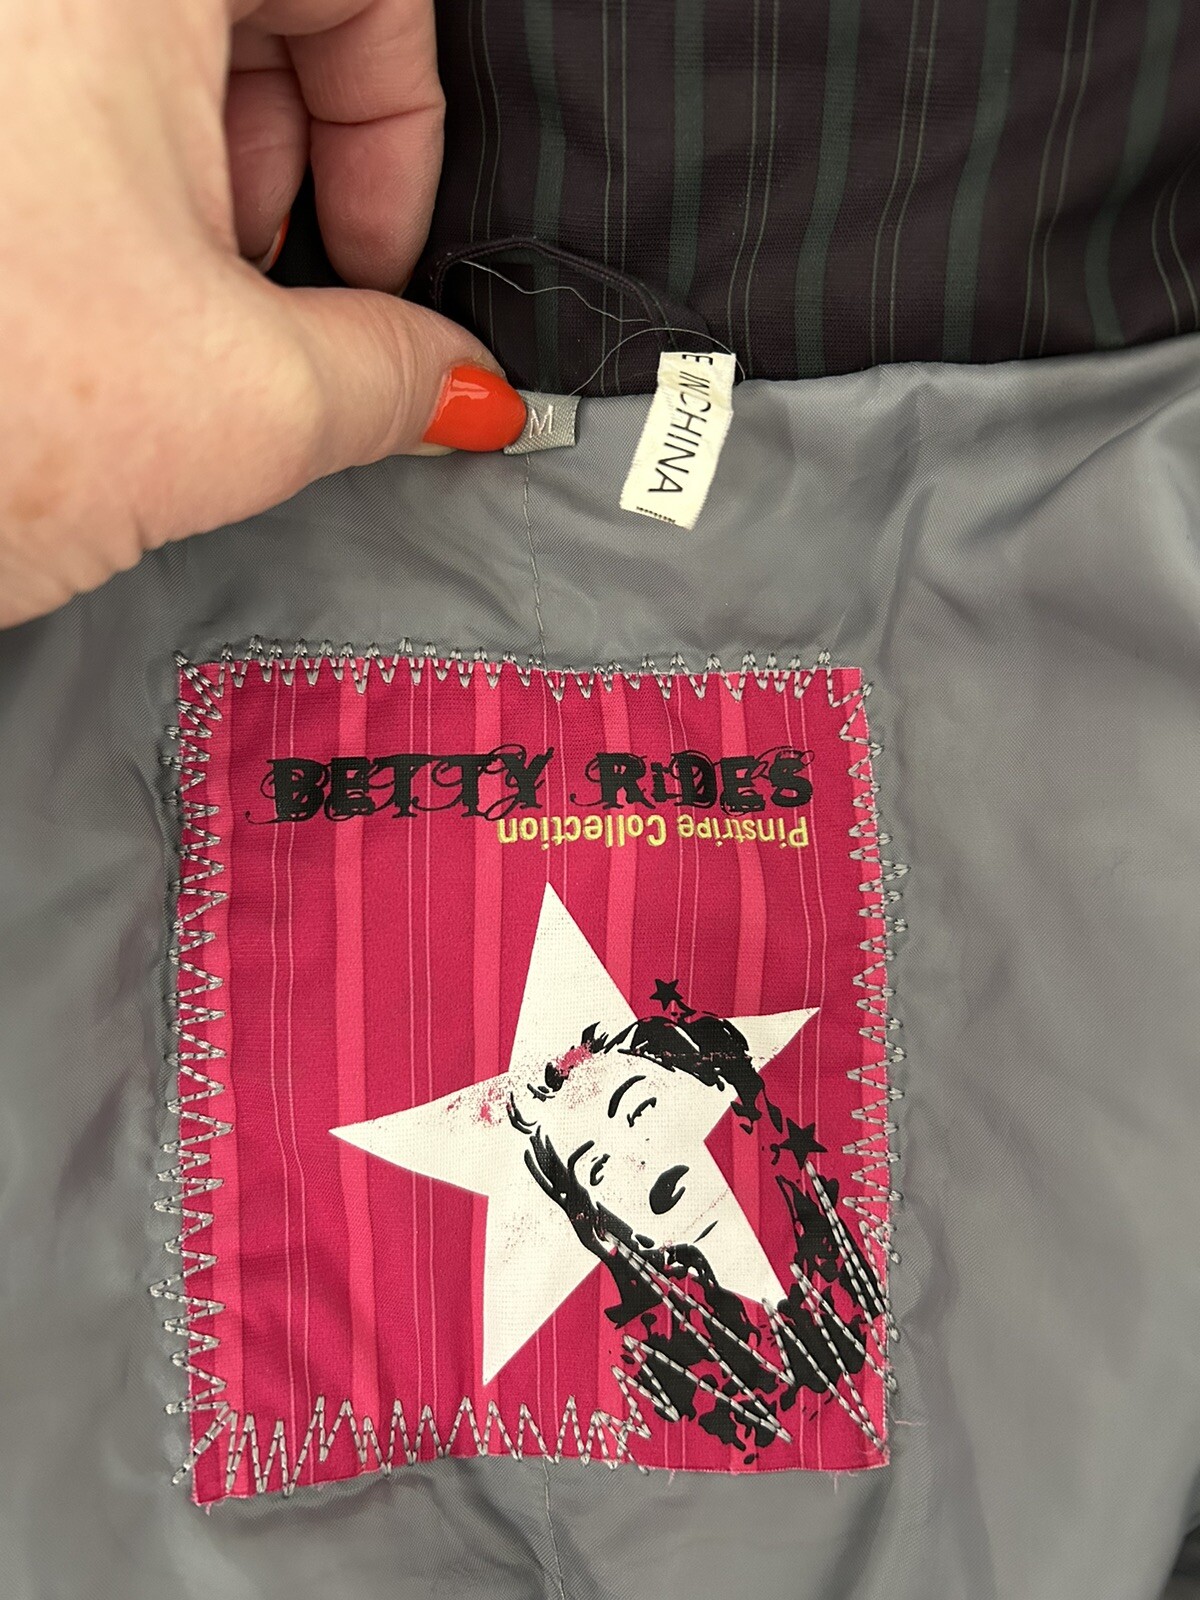 M
E IN CHINA
BETTY RiDES
Pinstripe Collection